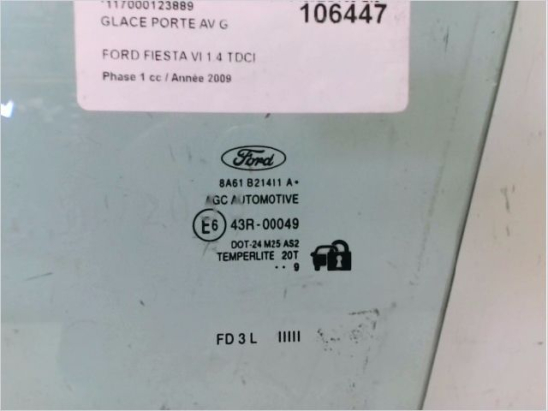 117000123889
106447
GLACE PORTE AV G
FORD FIESTA VI 1.4 TDCI
Phase 1 cc / Année 2009
Ford
8A61 B21411 A•
AGC AUTOMOTIVE
E6 43R-00049
DOT-24 M25 AS2
TEMPERLITE 20T
·· 9
FD 3 L IIIII